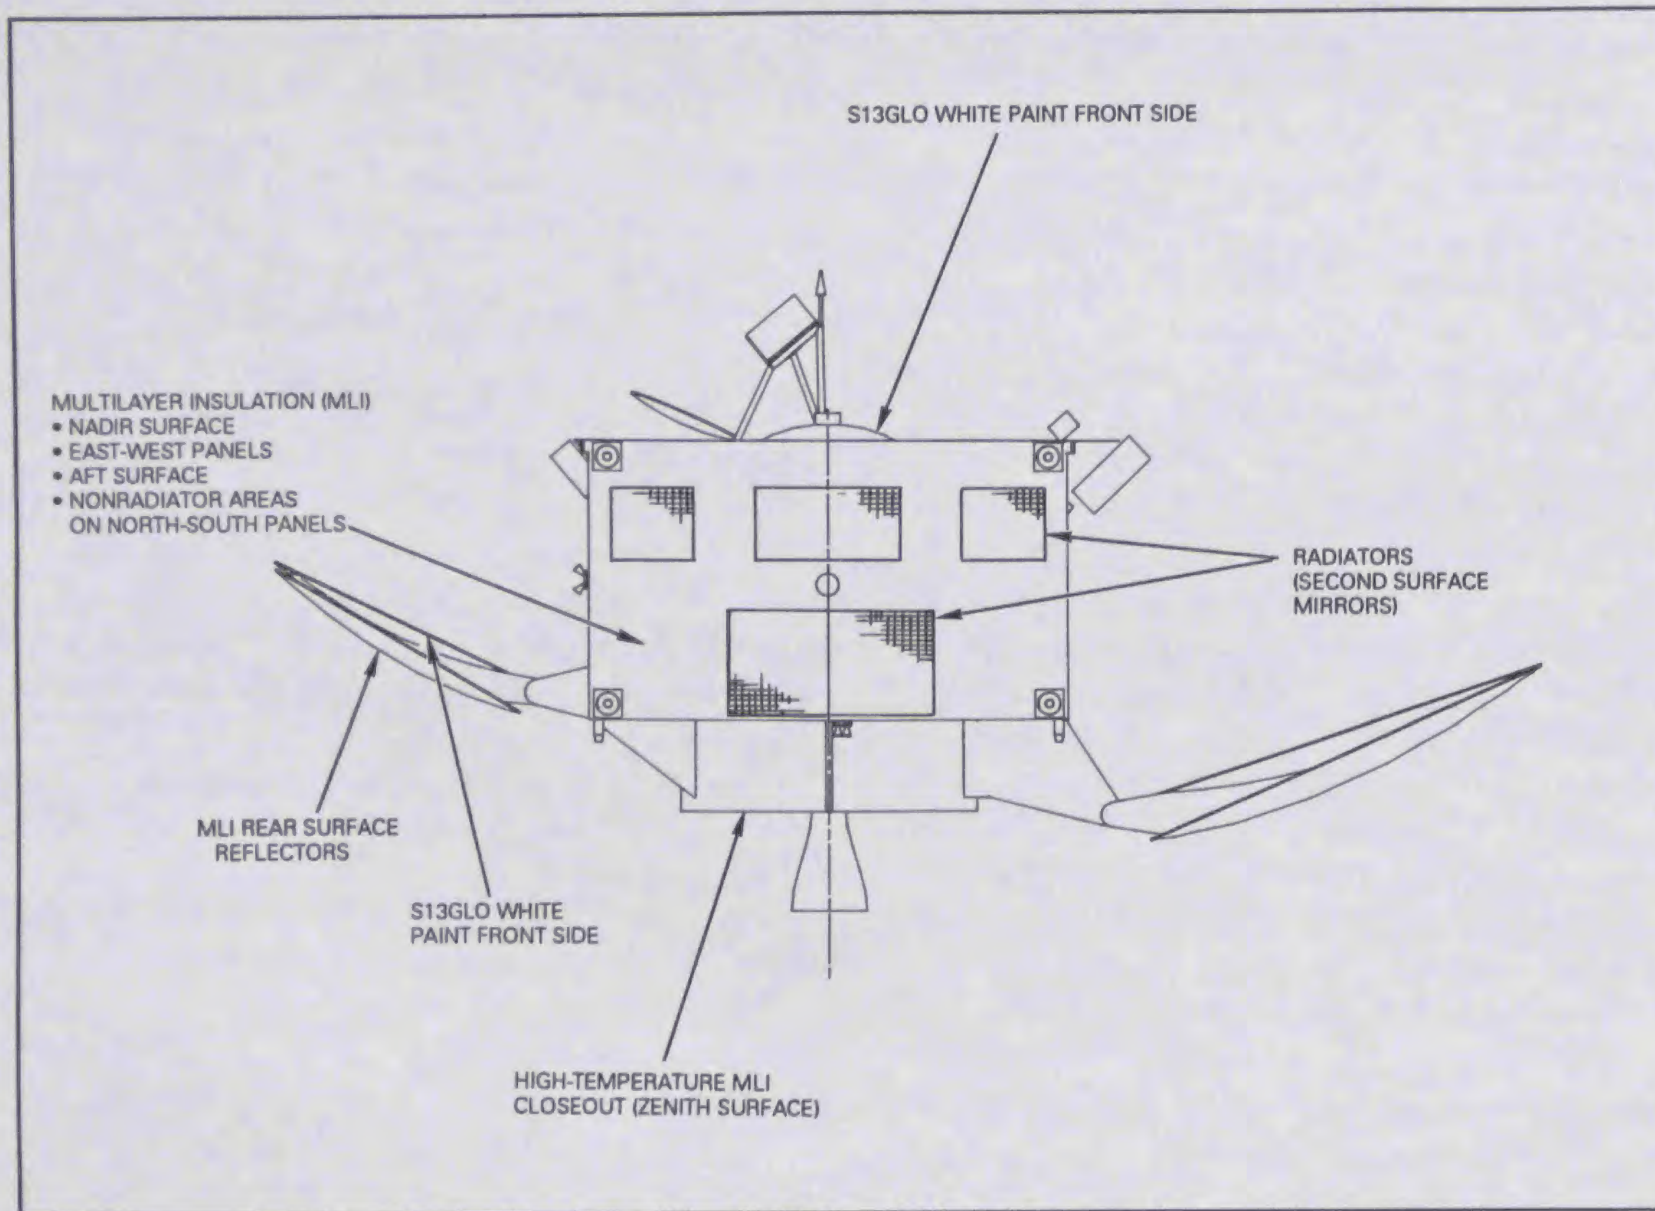 S13GLO WHITE PAINT FRONT SIDE
MULTILAYER INSULATION (MLI)
• NADIR SURFACE
• EAST-WEST PANELS
• AFT SURFACE
• NONRADIATOR AREAS
ON NORTH-SOUTH PANELS
RADIATORS
(SECOND SURFACE
MIRRORS)
MLI REAR SURFACE
REFLECTORS
S13GLO WHITE
PAINT FRONT SIDE
HIGH-TEMPERATURE MLI
CLOSEOUT (ZENITH SURFACE)